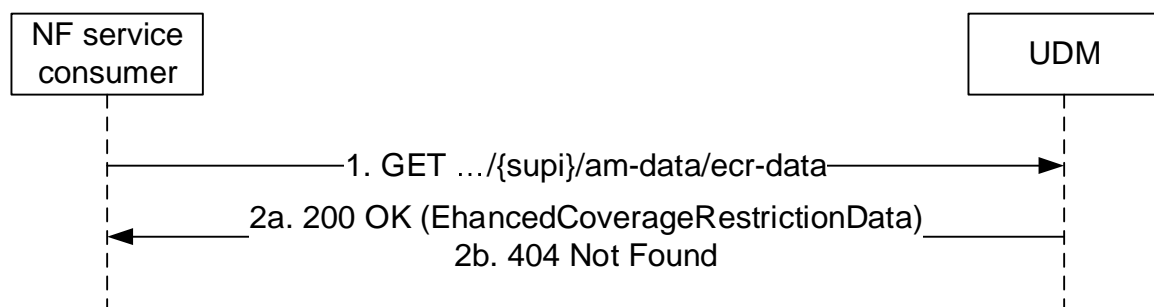 NF service
consumer
UDM
1. GET …/{supi}/am-data/ecr-data
2a. 200 OK (EhancedCoverageRestrictionData)
2b. 404 Not Found